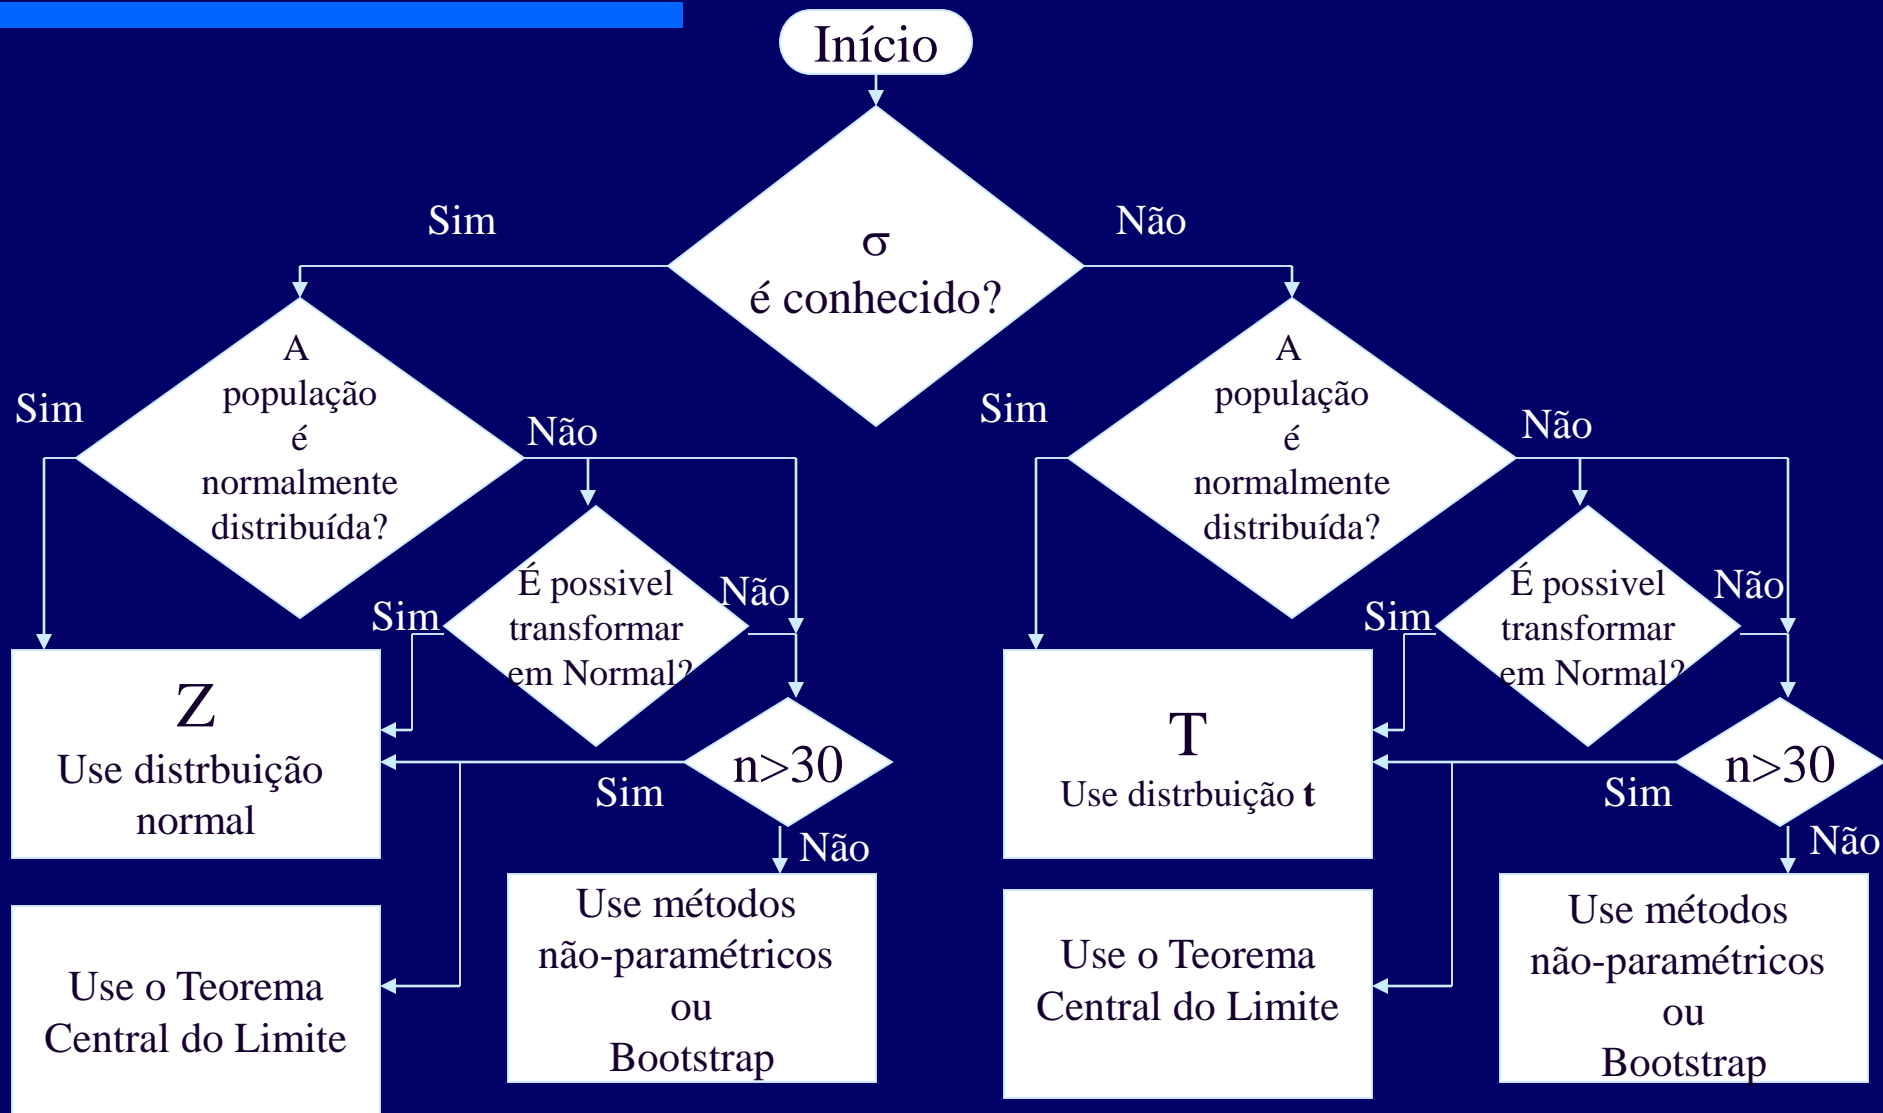 Início
σ
é conhecido?
Sim
Não
A
população
é
normalmente
distribuída?
Sim
Não
É possivel
transformar
em Normal?
Sim
Não
Z
Use distrbuição
normal
n>30
Sim
Não
Use o Teorema
Central do Limite
Use métodos
não-paramétricos
ou
Bootstrap
A
população
é
normalmente
distribuída?
Sim
Não
É possivel
transformar
em Normal?
Sim
Não
T
Use distrbuição t
n>30
Sim
Não
Use o Teorema
Central do Limite
Use métodos
não-paramétricos
ou
Bootstrap